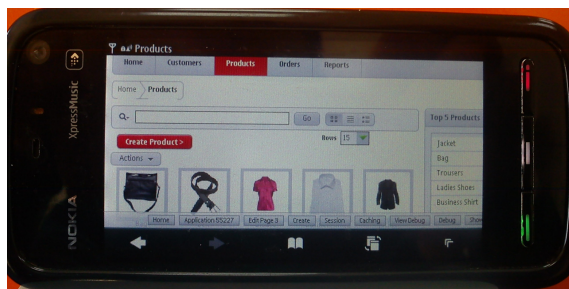 XpressMusic
NOKIA
Products
Home Customers Products Orders Reports
Home Products
Go
Top 5 Products
Create Product >
Rows 15
Actions
Jacket
Bag
Trousers
Ladies Shoes
Business Shirt
Home Application 55227 Edit Page 3 Create Session Caching View Debug Debug Show